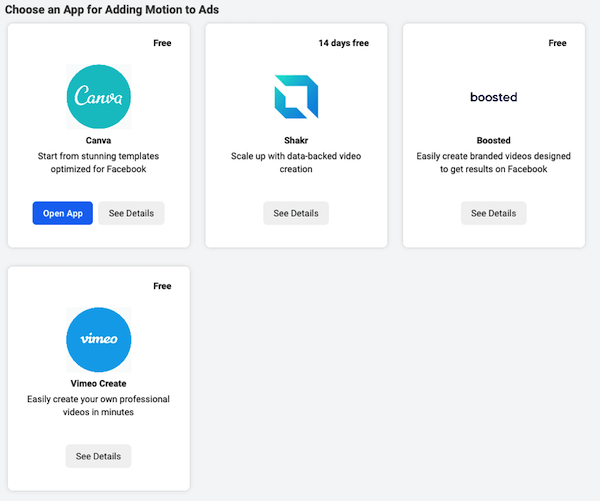 Choose an App for Adding Motion to Ads
Free
Canva
Canva
Start from stunning templates
optimized for Facebook
Open App
See Details
14 days free
Shakr
Scale up with data-backed video
creation
See Details
Free
boosted
Boosted
Easily create branded videos designed
to get results on Facebook
See Details
Free
vimeo
Vimeo Create
Easily create your own professional
videos in minutes
See Details